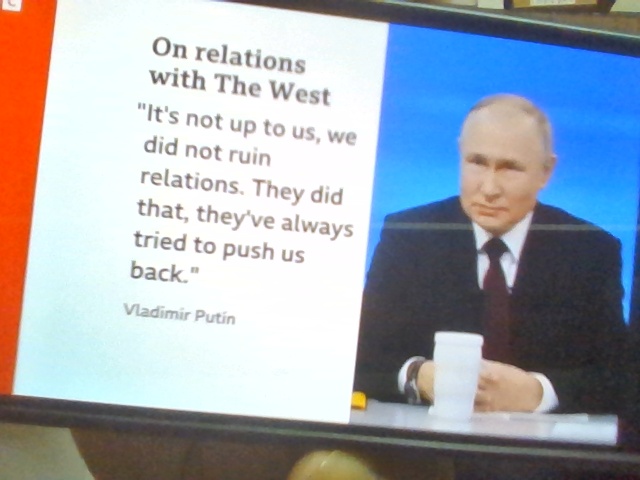 On relations
with The West
"It's not up to us, we
did not ruin
relations. They did
that, they've always
tried to push us
back."
Vladimir Putin